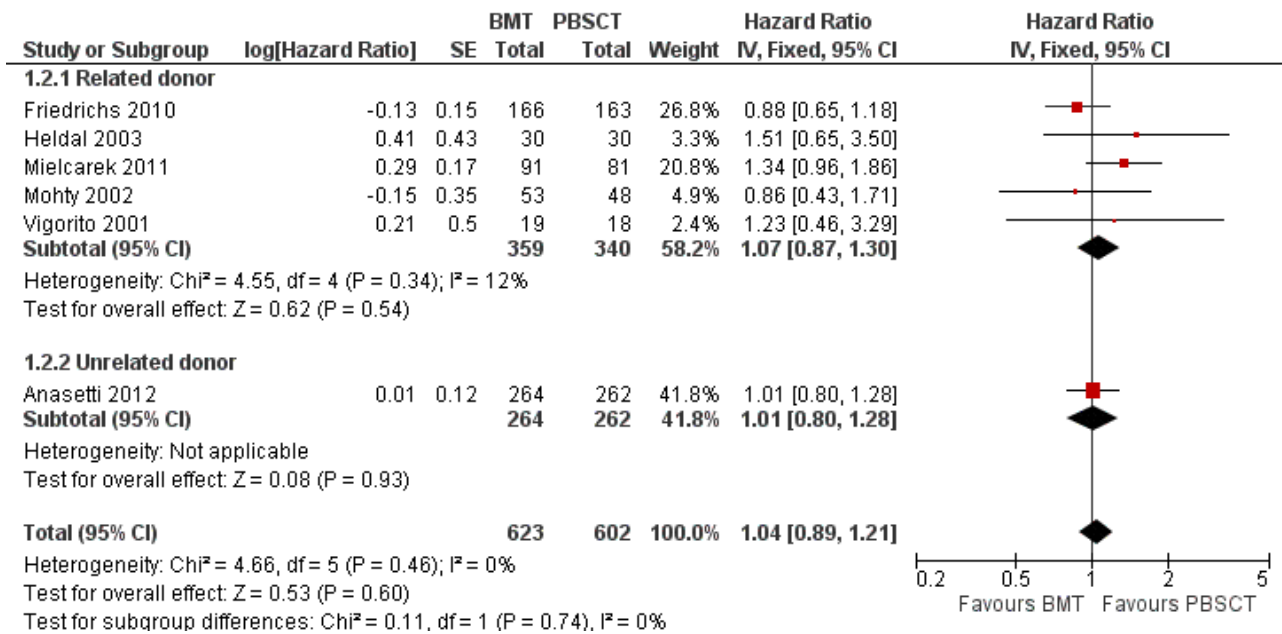 BMT PBSCT Hazard Ratio Hazard Ratio
Study or Subgroup log[Hazard Ratio] SE Total Total Weight IV, Fixed, 95% CI IV, Fixed, 95% CI
1.2.1 Related donor
Friedrichs 2010 -0.13 0.15 166 163 26.8% 0.88 [0.65, 1.18]
Heldal 2003 0.41 0.43 30 30 3.3% 1.51 [0.65, 3.50]
Mielcarek 2011 0.29 0.17 91 81 20.8% 1.34 [0.96, 1.86]
Mohty 2002 -0.15 0.35 53 48 4.9% 0.86 [0.43, 1.71]
Vigorito 2001 0.21 0.5 19 18 2.4% 1.23 [0.46, 3.29]
Subtotal (95% CI) 359 340 58.2% 1.07 [0.87, 1.30]
Heterogeneity: Chi² = 4.55, df = 4 (P = 0.34); I² = 12%
Test for overall effect: Z = 0.62 (P = 0.54)
1.2.2 Unrelated donor
Anasetti 2012 0.01 0.12 264 262 41.8% 1.01 [0.80, 1.28]
Subtotal (95% CI) 264 262 41.8% 1.01 [0.80, 1.28]
Heterogeneity: Not applicable
Test for overall effect: Z = 0.08 (P = 0.93)
Total (95% CI) 623 602 100.0% 1.04 [0.89, 1.21]
Heterogeneity: Chi² = 4.66, df = 5 (P = 0.46); I² = 0%
Test for overall effect: Z = 0.53 (P = 0.60)
Test for subgroup differences: Chi² = 0.11, df = 1 (P = 0.74), I² = 0%
0.2 0.5 1 2 5
Favours BMT Favours PBSCT